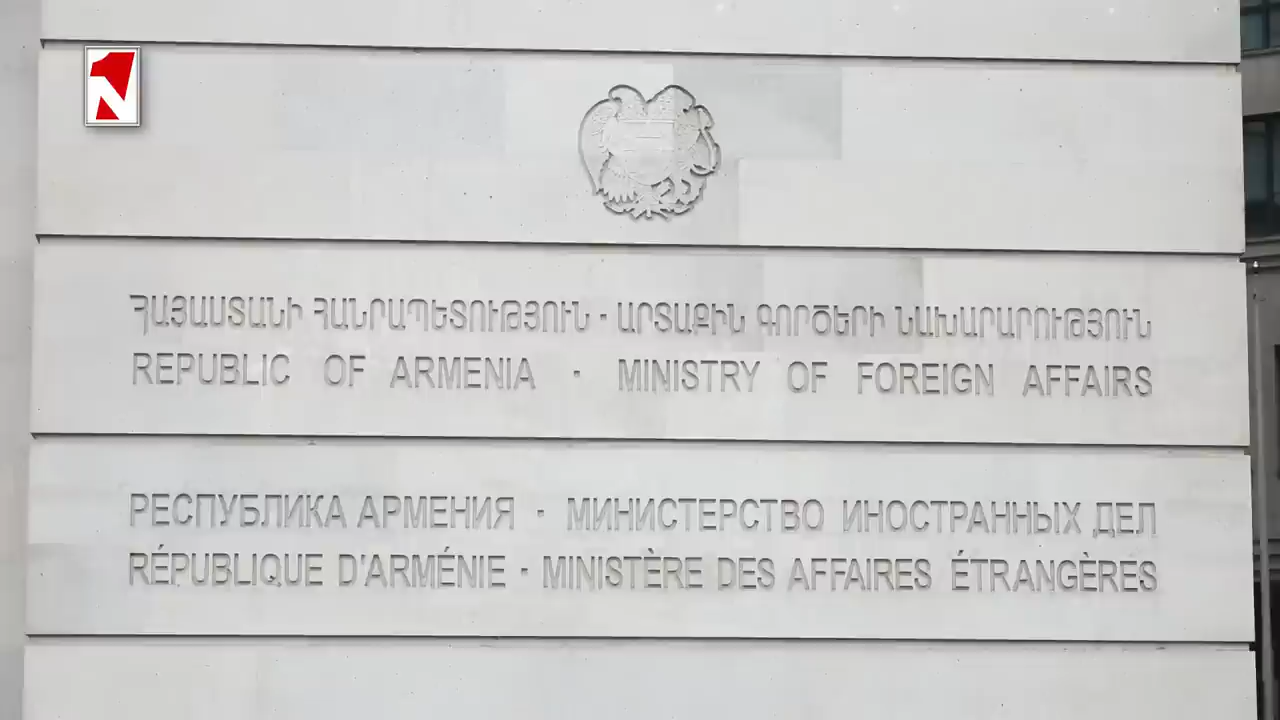 1N
ՀԱՅԱՍՏԱՆԻ ՀԱՆՐԱՊԵՏՈՒԹՅՈՒՆ - ԱՐՏԱՔԻՆ ԳՈՐԾԵՐԻ ՆԱԽԱՐԱՐՈՒԹՅՈՒՆ
REPUBLIC OF ARMENIA - MINISTRY OF FOREIGN AFFAIRS
РЕСПУБЛИКА АРМЕНИЯ - МИНИСТЕРСТВО ИНОСТРАННЫХ ДЕЛ
RÉPUBLIQUE D'ARMÉNIE - MINISTÈRE DES AFFAIRES ÉTRANGÈRES